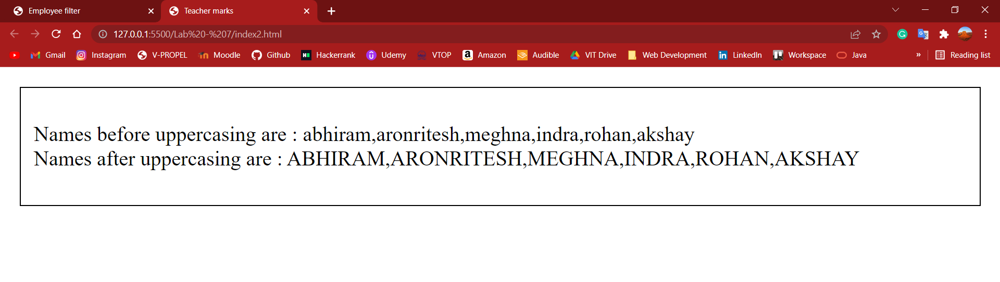 Employee filter
Teacher marks
127.0.0.1:5500/Lab%20-%207/index2.html
Gmail Instagram V-PROPEL Moodle Github Hackerrank Udemy VTOP Amazon Audible VIT Drive Web Development LinkedIn Workspace Java » Reading list
Names before uppercasing are : abhiram,aronritesh,meghna,indra,rohan,akshay
Names after uppercasing are : ABHIRAM,ARONRITESH,MEGHNA,INDRA,ROHAN,AKSHAY